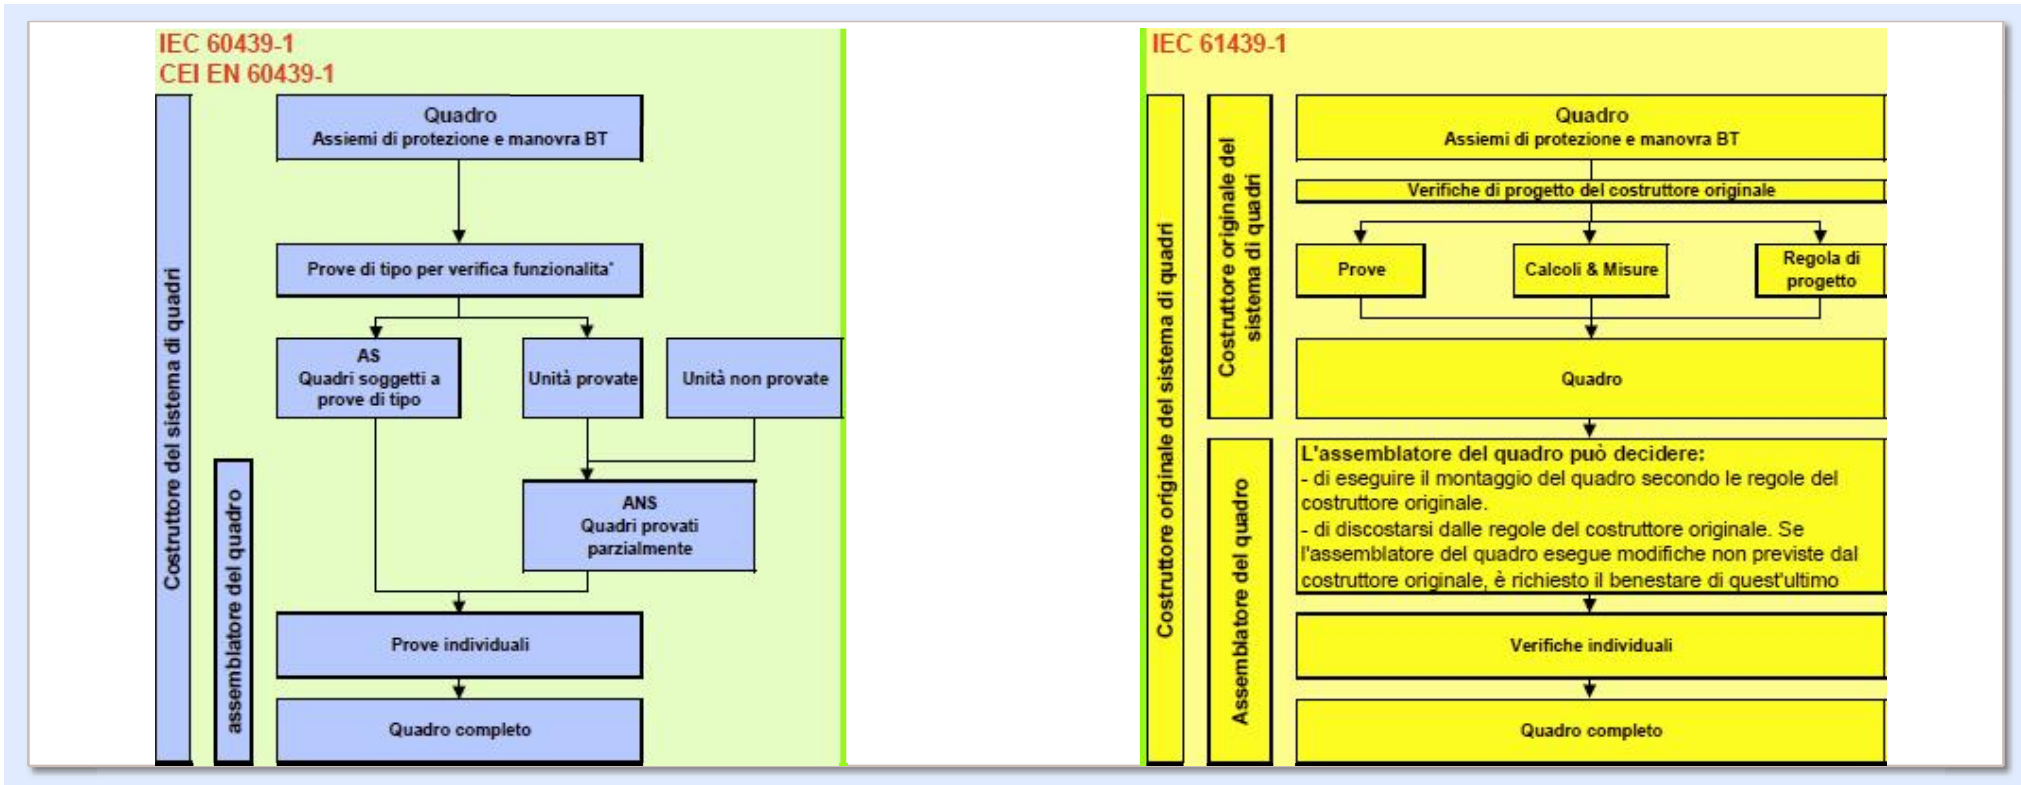 IEC 60439-1
CEI EN 60439-1
Costruttore del sistema di quadri
assemblatore del quadro
Quadro
Assiemi di protezione e manovra BT
Prove di tipo per verifica funzionalita'
AS
Quadri soggetti a
prove di tipo
Unità provate
Unità non provate
ANS
Quadri provati
parzialmente
Prove individuali
Quadro completo
IEC 61439-1
Costruttore originale del sistema di quadri
Costruttore originale del
sistema di quadri
Assemblatore del quadro
Quadro
Assiemi di protezione e manovra BT
Verifiche di progetto del costruttore originale
Prove
Calcoli & Misure
Regola di
progetto
Quadro
L'assemblatore del quadro può decidere:
- di eseguire il montaggio del quadro secondo le regole del
costruttore originale.
- di discostarsi dalle regole del costruttore originale. Se
l'assemblatore del quadro esegue modifiche non previste dal
costruttore originale, è richiesto il benestare di quest'ultimo
Verifiche individuali
Quadro completo